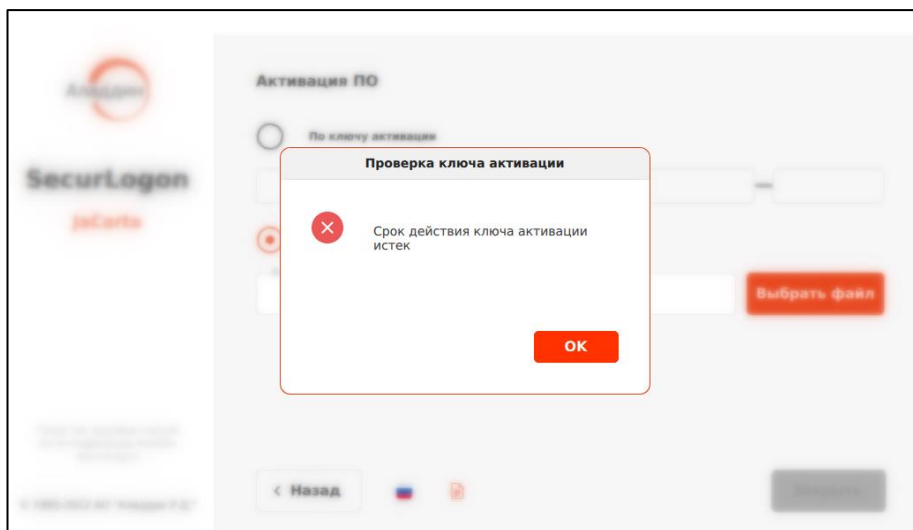 Аладдин
SecurLogon
JaCarta
Активация ПО
По ключу активации
Проверка ключа активации
Срок действия ключа активации
истек
OK
Выбрать файл
Назад